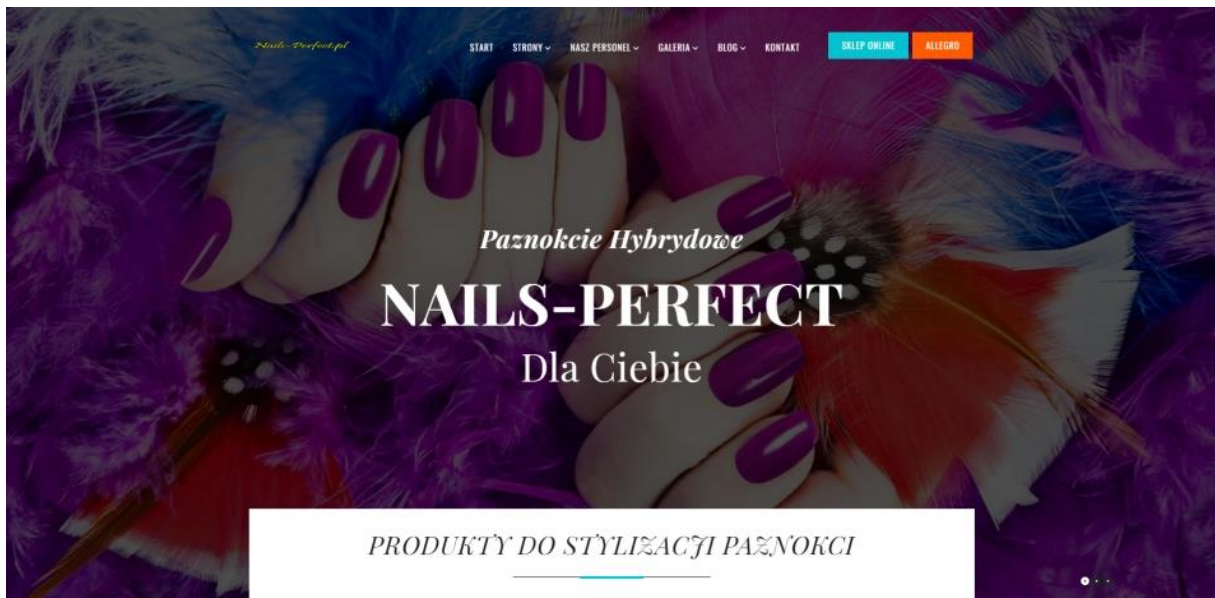 Nails-Perfect.pl
START STRONY NASZ PERSONEL GALERIA BLOG KONTAKT SKLEP ONLINE ALLEGRO
Paznokcie Hybrydowe
NAILS-PERFECT
Dla Ciebie
PRODUKTY DO STYLIZACJI PAZNOKCI